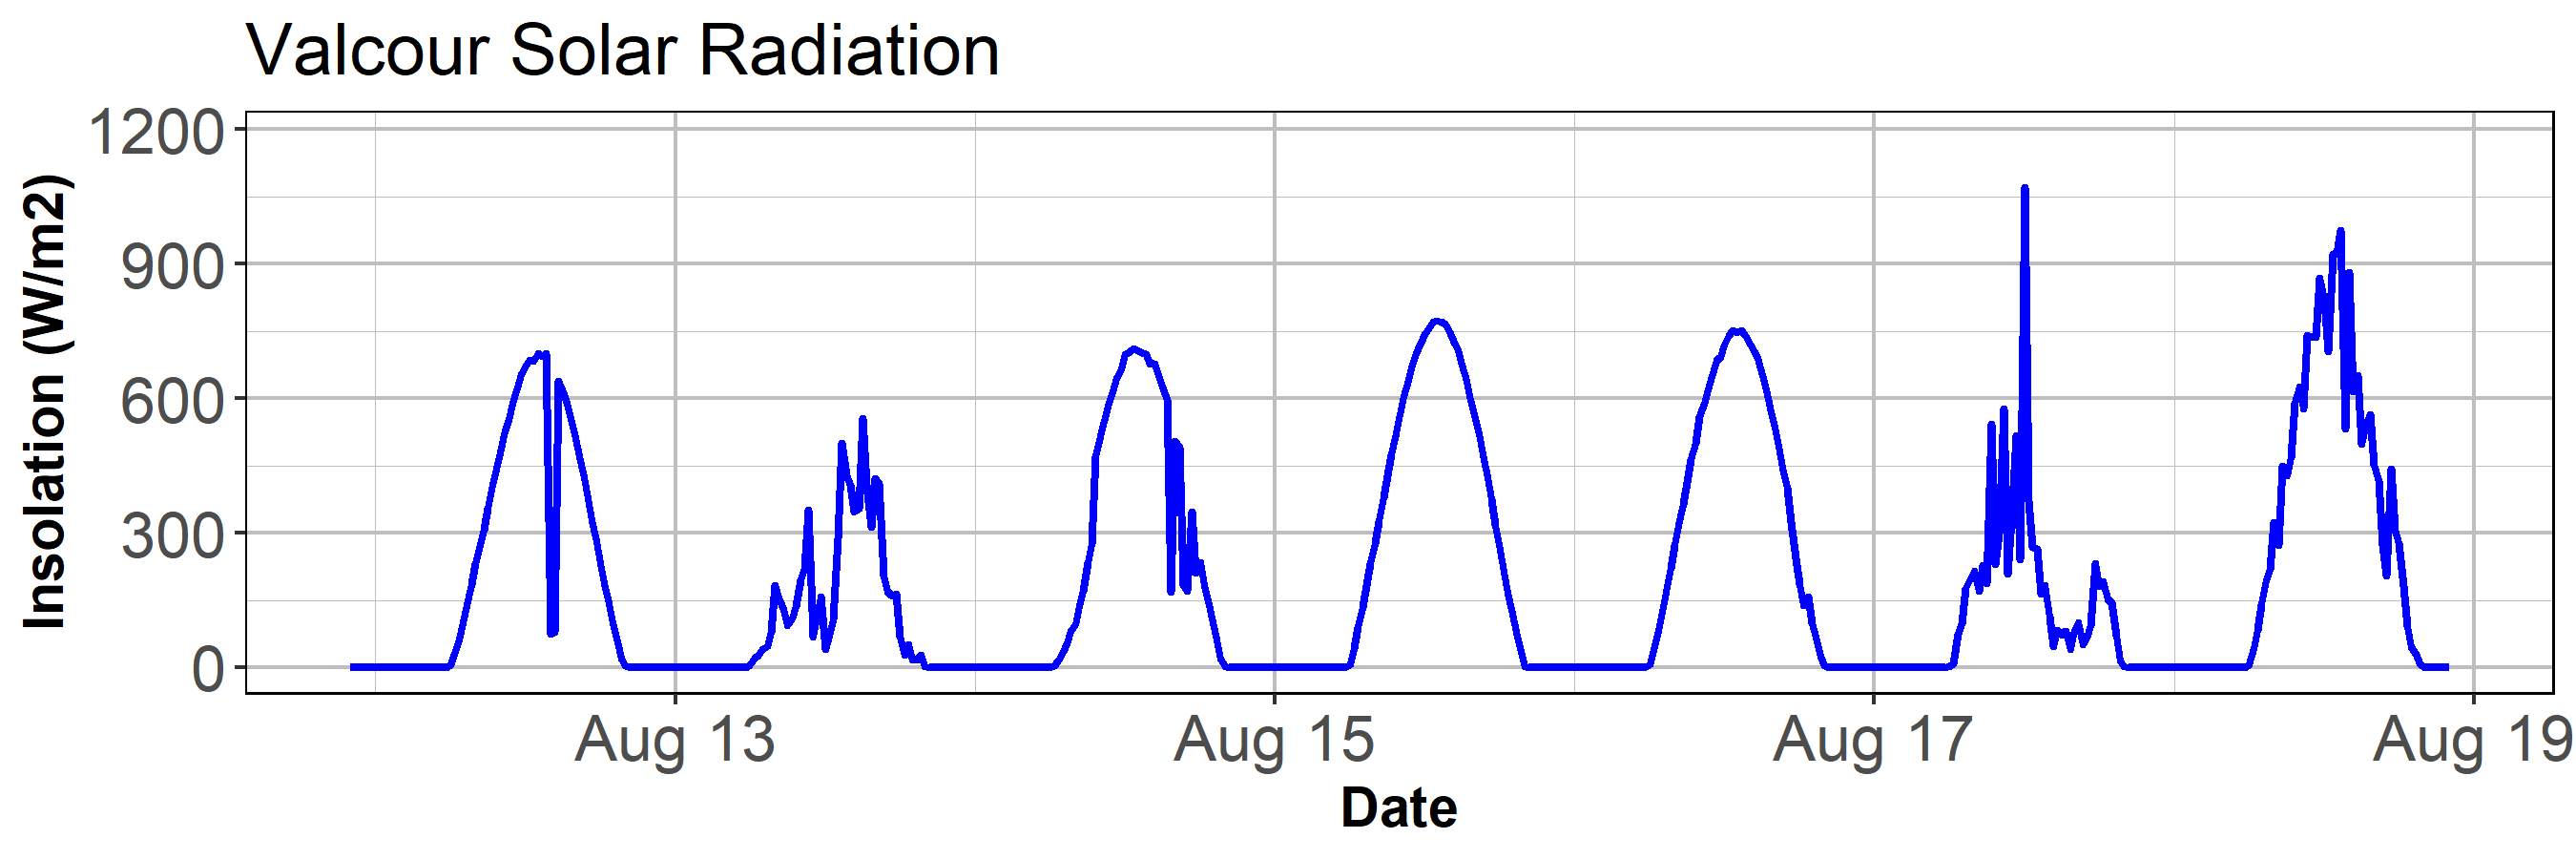 Valcour Solar Radiation
Insolation (W/m2)
1200
900
600
300
0
Aug 13 Aug 15 Aug 17 Aug 19
Date